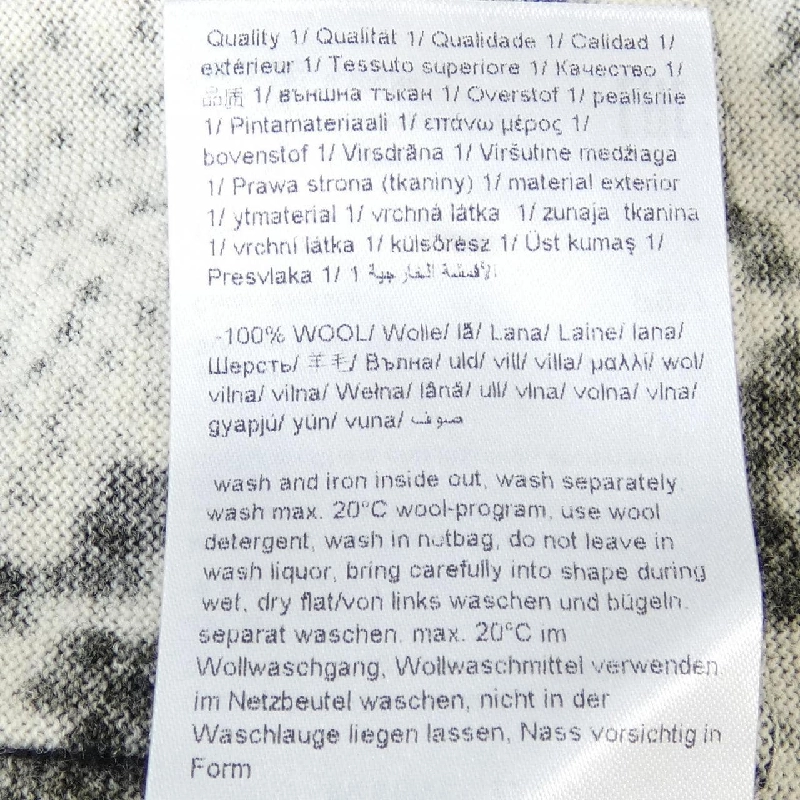 Quality 1/ Qualität 1/ Qualidade 1/ Calidad 1/
extérieur 1/ Tessuto superiore 1/ Качество 1/
品质 1/ външна тъкан 1/ Overstof 1/ pealisriie
1/ Pintamateriaali 1/ επάνω μέρος 1/
bovenstof 1/ Virsdrāna 1/ Viršutinė medžiaga
1/ Prawa strona (tkaniny) 1/ material exterior
1/ ytmaterial 1/ vrchná látka 1/ zunaja tkanina
1/ vrchní látka 1/ külsőrész 1/ Üst kumaş 1/
Presvlaka 1/ 1 الأقمشة الخارجية
-100% WOOL/ Wolle/ lã/ Lana/ Laine/ lana/
Шерсть/ 羊毛/ Вълна/ uld/ vill/ villa/ μαλλί/ wol/
vilna/ vilna/ Wełna/ lână/ ull/ vlna/ volna/ vlna/
gyapjú/ yün/ vuna/ صوف
wash and iron inside out, wash separately
wash max. 20°C wool-program, use wool
detergent, wash in netbag, do not leave in
wash liquor, bring carefully into shape during
wet, dry flat/von links waschen und bügeln.
separat waschen. max. 20°C im
Wollwaschgang, Wollwaschmittel verwenden
im Netzbeutel waschen, nicht in der
Waschlauge liegen lassen, Nass vorsichtig in
Form